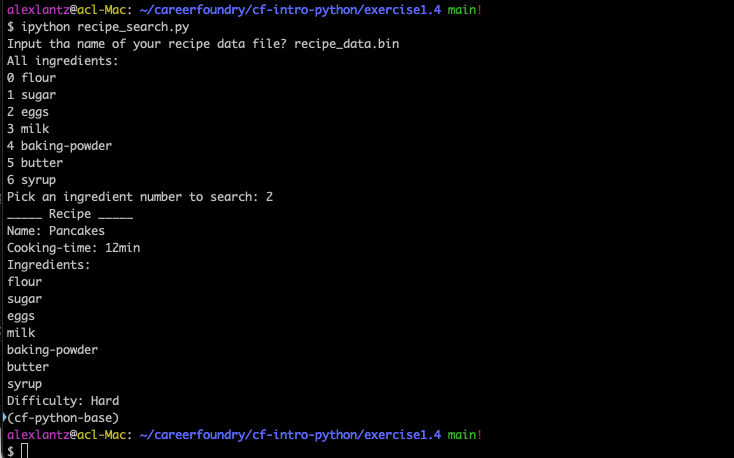 alexlantz@acl-Mac: ~/careerfoundry/cf-intro-python/exercise1.4 main!
$ ipython recipe_search.py
Input tha name of your recipe data file? recipe_data.bin
All ingredients:
0 flour
1 sugar
2 eggs
3 milk
4 baking-powder
5 butter
6 syrup
Pick an ingredient number to search: 2
_____ Recipe _____
Name: Pancakes
Cooking-time: 12min
Ingredients:
flour
sugar
eggs
milk
baking-powder
butter
syrup
Difficulty: Hard
(cf-python-base)
alexlantz@acl-Mac: ~/careerfoundry/cf-intro-python/exercise1.4 main!
$